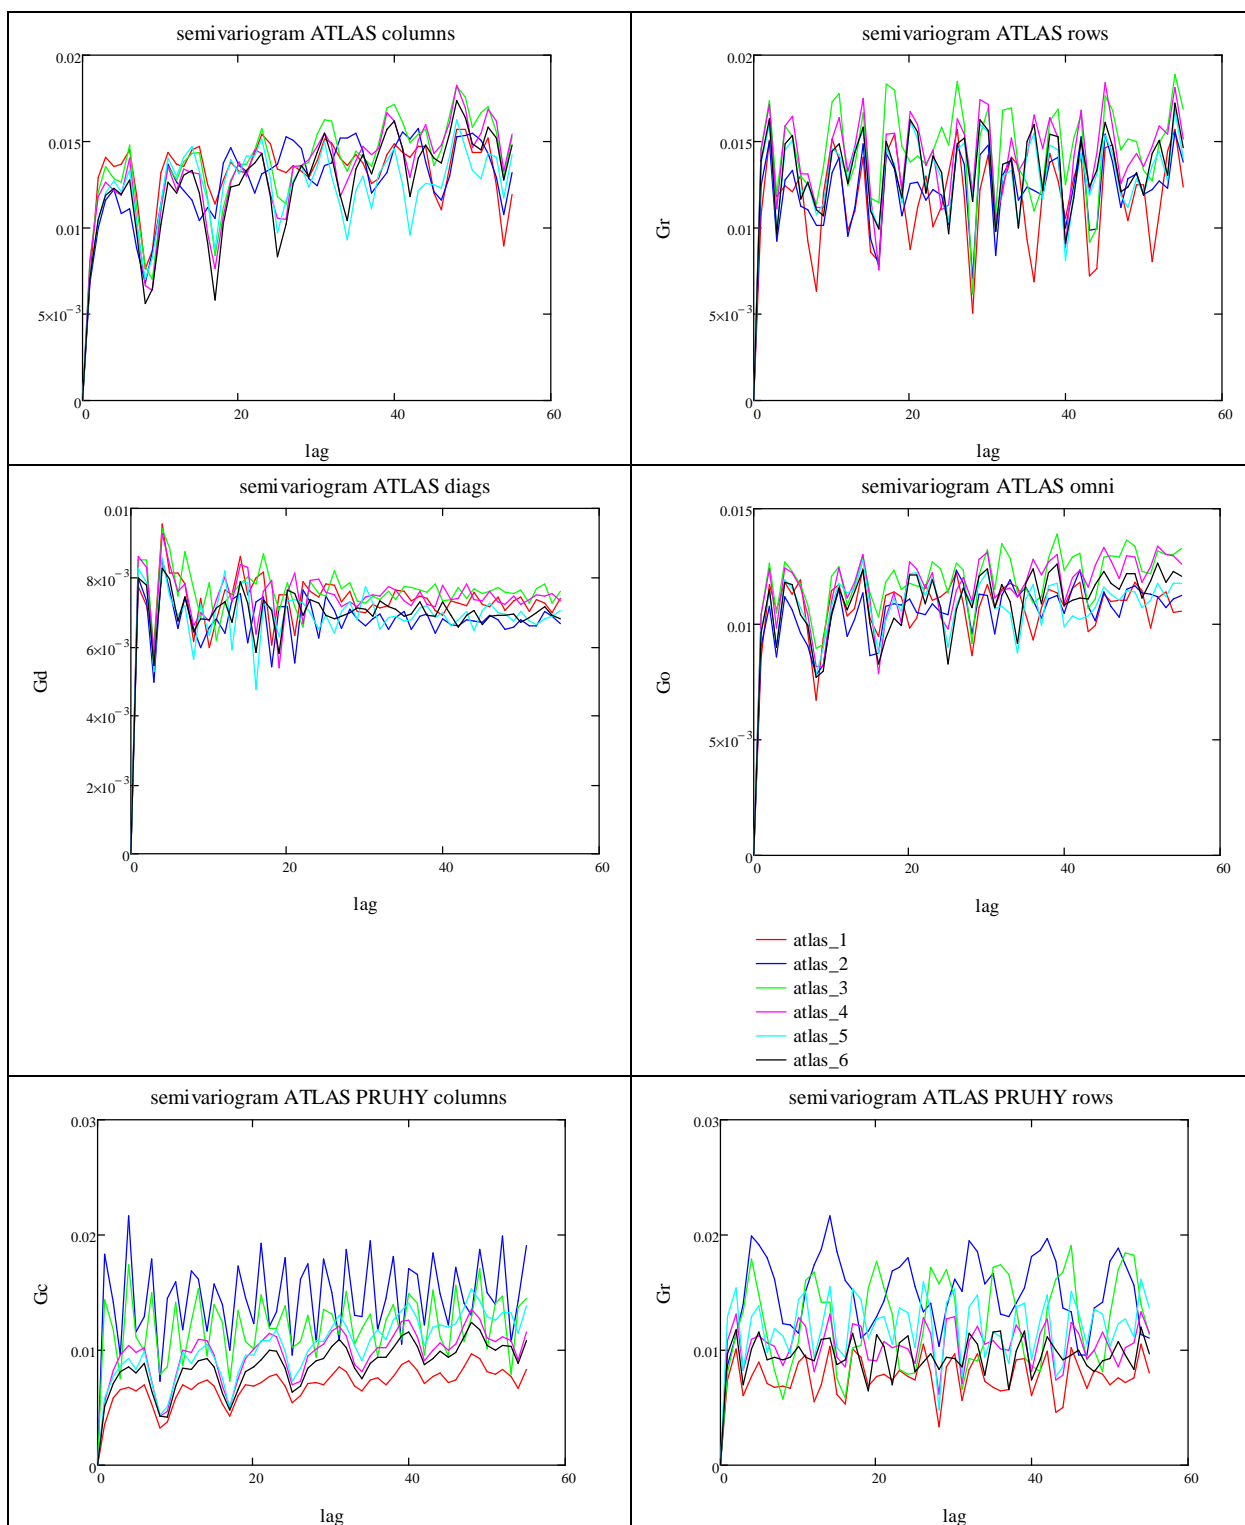 semivariogram ATLAS columns
0.02
0.015
0.01
5×10⁻³
0
0 20 40 60
lag
semivariogram ATLAS rows
0.02
0.015
Gr
0.01
5×10⁻³
0
0 20 40 60
lag
semivariogram ATLAS diags
0.01
8×10⁻³
6×10⁻³
Gd
4×10⁻³
2×10⁻³
0
0 20 40 60
lag
semivariogram ATLAS omni
0.015
0.01
Go
5×10⁻³
0
0 20 40 60
lag
atlas_1
atlas_2
atlas_3
atlas_4
atlas_5
atlas_6
semivariogram ATLAS PRUHY columns
0.03
0.02
Gc
0.01
0
0 20 40 60
lag
semivariogram ATLAS PRUHY rows
0.03
0.02
Gr
0.01
0
0 20 40 60
lag